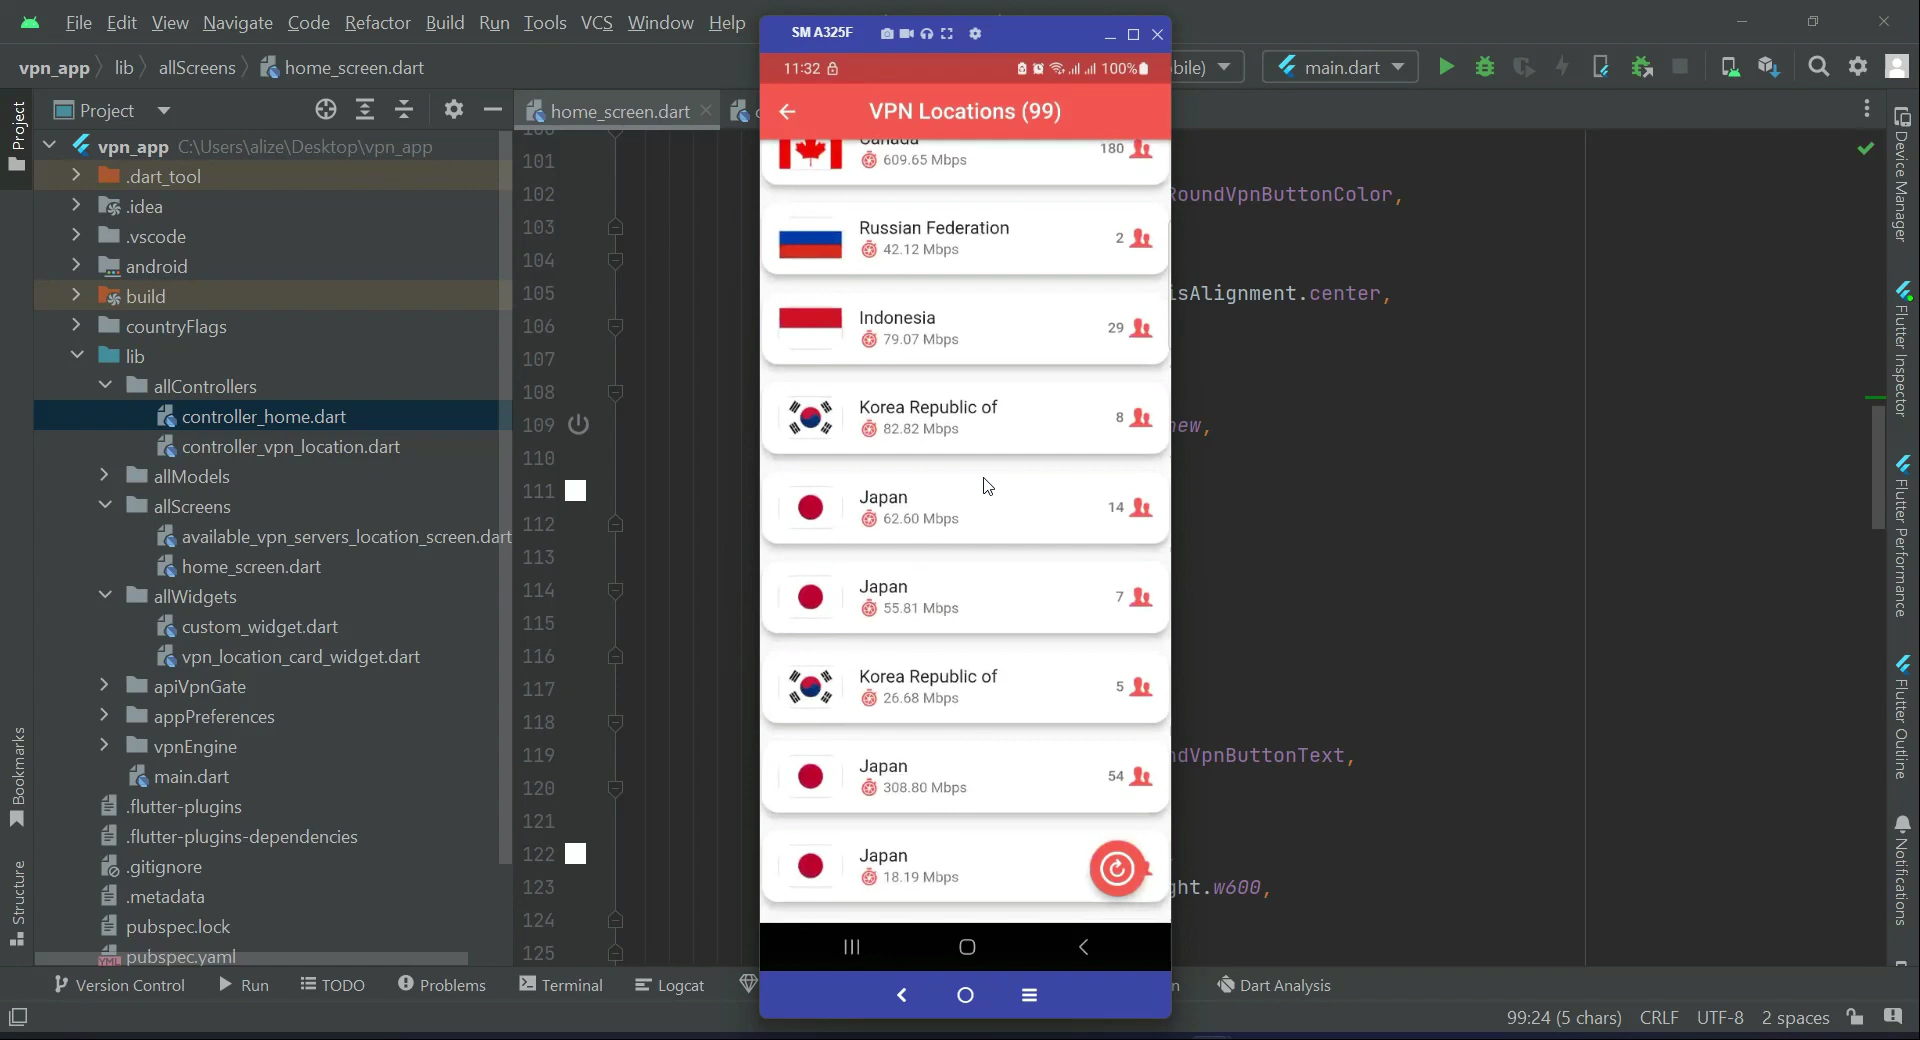 File Edit View Navigate Code Refactor Build Run Tools VCS Window Help
vpn_app lib allScreens home_screen.dart
bile) main.dart
Project
home_screen.dart
vpn_app C:\Users\alize\Desktop\vpn_app
.dart_tool
.idea
.vscode
android
build
countryFlags
lib
allControllers
controller_home.dart
controller_vpn_location.dart
allModels
allScreens
available_vpn_servers_location_screen.dart
home_screen.dart
allWidgets
custom_widget.dart
vpn_location_card_widget.dart
apiVpnGate
appPreferences
vpnEngine
main.dart
.flutter-plugins
.flutter-plugins-dependencies
.gitignore
.metadata
pubspec.lock
pubspec.yaml
Project
Bookmarks
Structure
101
102
103
104
105
106
107
108
109
110
111
112
113
114
115
116
117
118
119
120
121
122
123
124
125
RoundVpnButtonColor,
isAlignment.center,
new,
ndVpnButtonText,
ght.w600,
SM A325F
11:32 100%
VPN Locations (99)
Canada
609.65 Mbps
180
Russian Federation
42.12 Mbps
2
Indonesia
79.07 Mbps
29
Korea Republic of
82.82 Mbps
8
Japan
62.60 Mbps
14
Japan
55.81 Mbps
7
Korea Republic of
26.68 Mbps
5
Japan
308.80 Mbps
54
Japan
18.19 Mbps
Device Manager
Flutter Inspector
Flutter Performance
Flutter Outline
Notifications
Version Control Run TODO Problems Terminal Logcat Dart Analysis
99:24 (5 chars) CRLF UTF-8 2 spaces